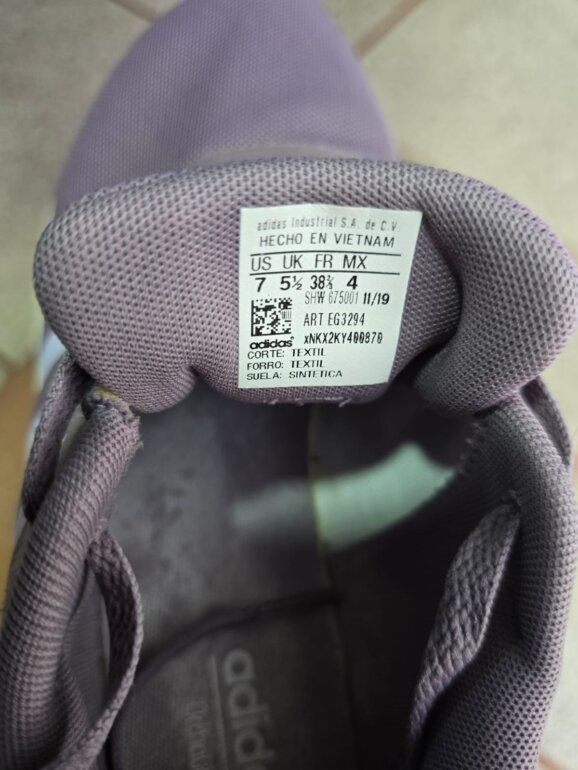 adidas Industrial S.A. de C.V.
HECHO EN VIETNAM
US UK FR MX
7 5½ 38⅔ 4
SHW 675001 11/19
ART EG3294
adidas xNKX2KY400870
CORTE: TEXTIL
FORRO: TEXTIL
SUELA: SINTETICA
adidas